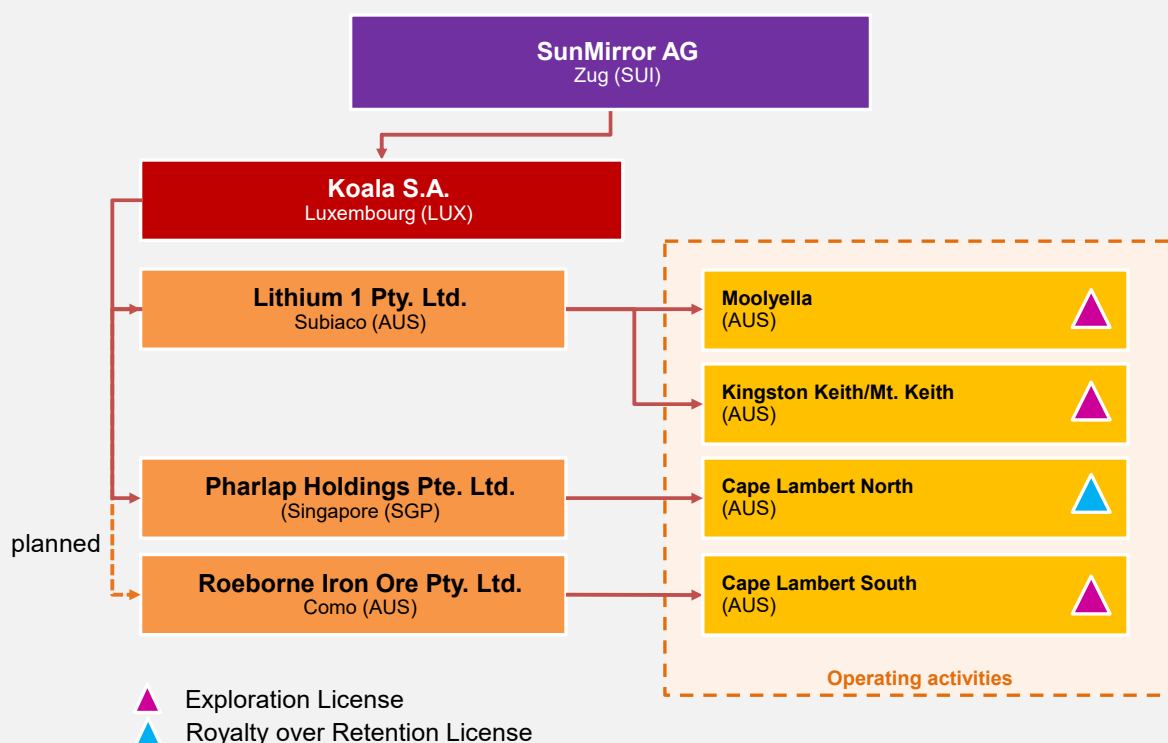 SunMirror AG
Zug (SUI)
Koala S.A.
Luxembourg (LUX)
Lithium 1 Pty. Ltd.
Subiaco (AUS)
Moolyella
(AUS)
Kingston Keith/Mt. Keith
(AUS)
Pharlap Holdings Pte. Ltd.
(Singapore (SGP)
Cape Lambert North
(AUS)
planned
Roeborne Iron Ore Pty. Ltd.
Como (AUS)
Cape Lambert South
(AUS)
Operating activities
Exploration License
Royalty over Retention License